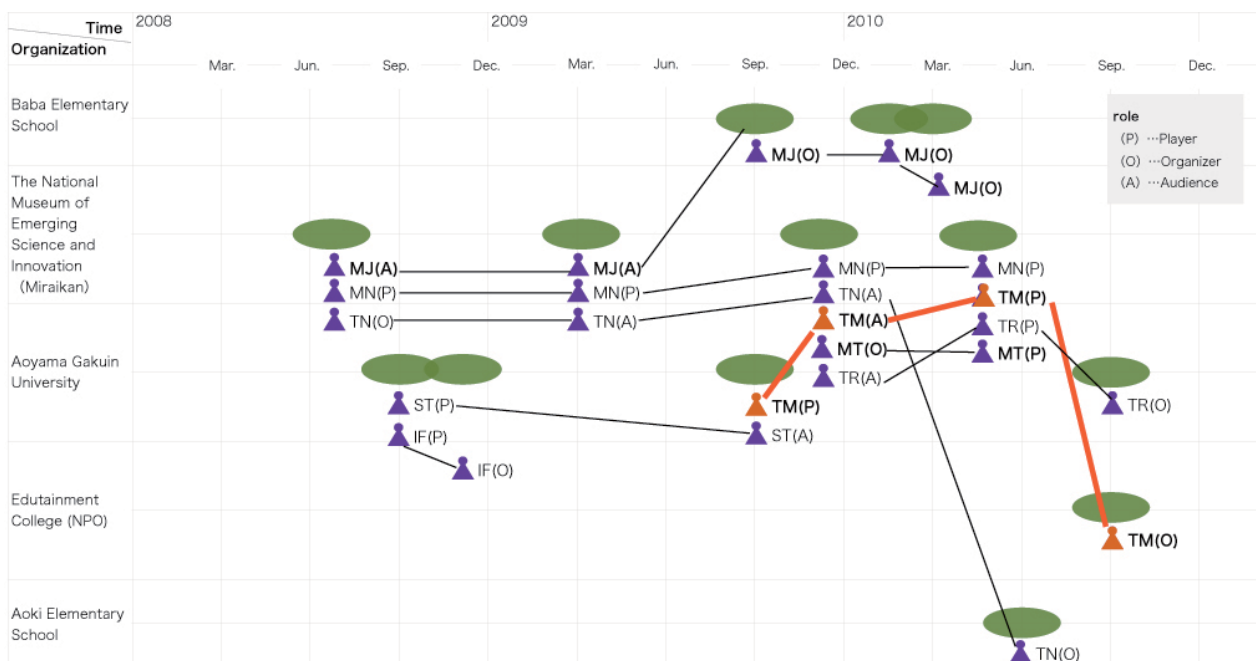 2008
2009
2010
Time
Organization
Mar.
Jun.
Sep.
Dec.
Mar.
Jun.
Sep.
Dec.
Mar.
Jun.
Sep.
Dec.
Baba Elementary
School
MJ(O)
MJ(O)
MJ(O)
role
(P) …Player
(O) …Organizer
(A) …Audience
The National
Museum of
Emerging
Science and
Innovation
(Miraikan)
MJ(A)
MJ(A)
MN(P)
MN(P)
MN(P)
MN(P)
TN(O)
TN(A)
TN(A)
TM(P)
TM(A)
TR(P)
MT(O)
MT(P)
TR(A)
Aoyama Gakuin
University
ST(P)
TM(P)
TR(O)
IF(P)
ST(A)
IF(O)
Edutainment
College (NPO)
TM(O)
Aoki Elementary
School
TN(O)